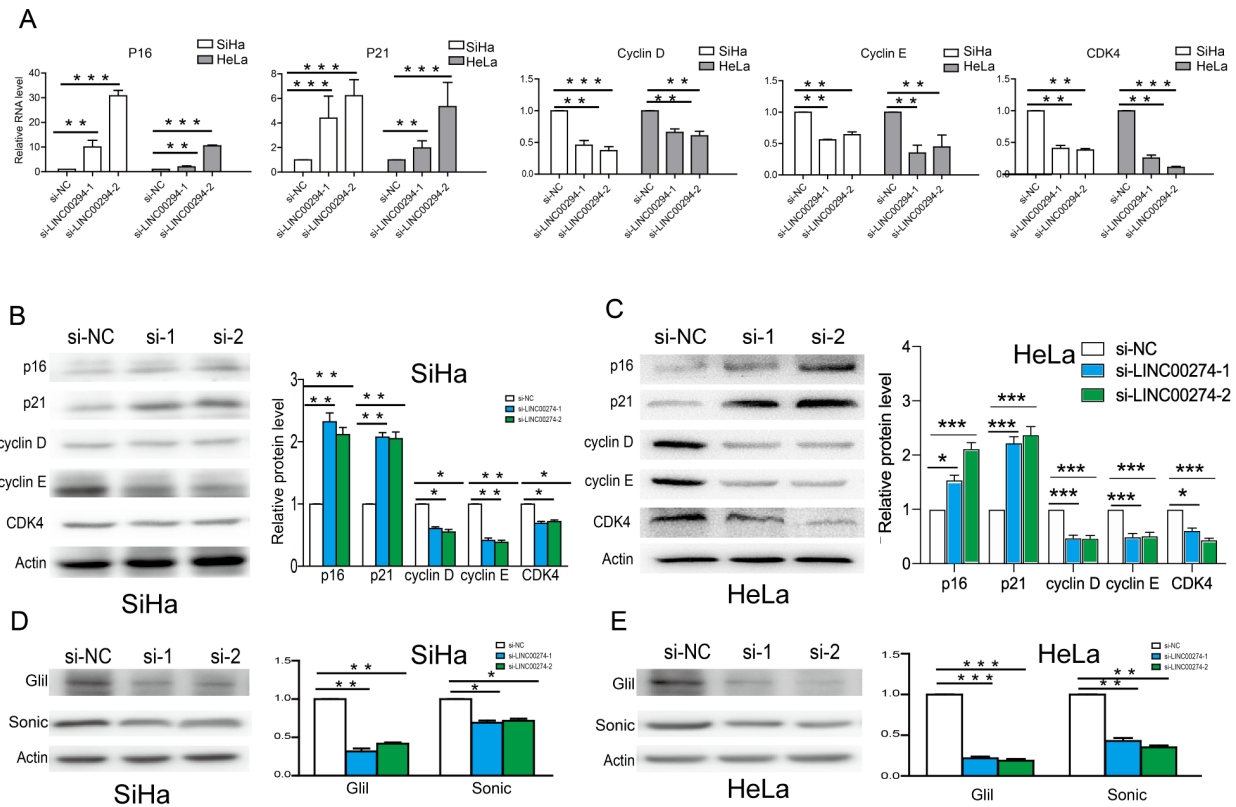 A
P16
SiHa
HeLa
Relative RNA level
40
30
20
10
0
* *
* * *
* *
* * *
si-NC
si-LINC00294-1
si-LINC00294-2
si-NC
si-LINC00294-1
si-LINC00294-2
P21
SiHa
HeLa
8
6
4
2
0
* * *
* * *
* *
* * *
si-NC
si-LINC00294-1
si-LINC00294-2
si-NC
si-LINC00294-1
si-LINC00294-2
Cyclin D
SiHa
HeLa
1.5
1.0
0.5
0.0
* * *
* *
* *
* *
si-NC
si-LINC00294-1
si-LINC00294-2
si-NC
si-LINC00294-1
si-LINC00294-2
Cyclin E
SiHa
HeLa
1.5
1.0
0.5
0.0
* *
* *
* *
* *
si-NC
si-LINC00294-1
si-LINC00294-2
si-NC
si-LINC00294-1
si-LINC00294-2
CDK4
SiHa
HeLa
1.5
1.0
0.5
0.0
* *
* *
* * *
* *
si-NC
si-LINC00294-1
si-LINC00294-2
si-NC
si-LINC00294-1
si-LINC00294-2
B
si-NC si-1 si-2
p16
p21
cyclin D
cyclin E
CDK4
Actin
SiHa
SiHa
Relative protein level
3
2
1
0
si-NC
si-LINC00274-1
si-LINC00274-2
* *
* *
* *
* *
*
*
* *
* *
*
*
p16 p21 cyclin D cyclin E CDK4
C
si-NC si-1 si-2
p16
p21
cyclin D
cyclin E
CDK4
Actin
HeLa
HeLa
Relative protein level
4
3
2
1
0
si-NC
si-LINC00274-1
si-LINC00274-2
***
*
***
***
***
***
***
***
***
*
p16 p21 cyclin D cyclin E CDK4
D
si-NC si-1 si-2
Glil
Sonic
Actin
SiHa
SiHa
1.5
1.0
0.5
0.0
si-NC
si-LINC00274-1
si-LINC00274-2
* *
* *
*
*
Glil Sonic
E
si-NC si-1 si-2
Glil
Sonic
Actin
HeLa
HeLa
1.5
1.0
0.5
0.0
si-NC
si-LINC00274-1
si-LINC00274-2
* * *
* * *
* *
* *
Glil Sonic